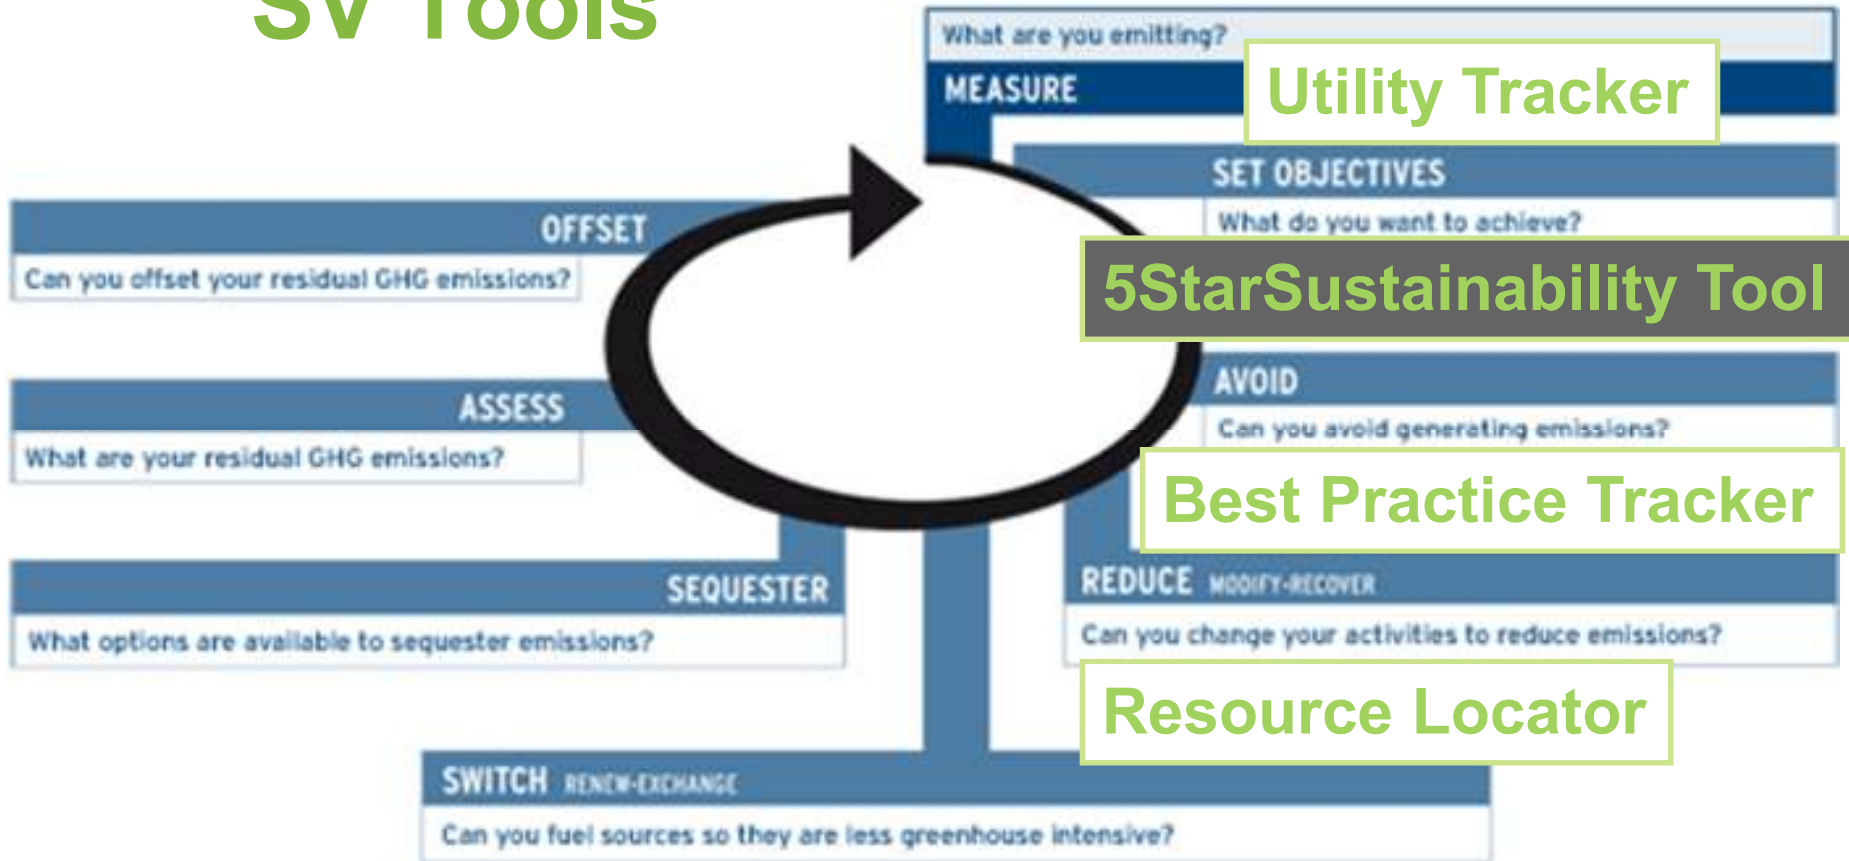 SV Tools
What are you emitting?
MEASURE
Utility Tracker
SET OBJECTIVES
What do you want to achieve?
5StarSustainability Tool
AVOID
Can you avoid generating emissions?
Best Practice Tracker
REDUCE MODIFY-RECOVER
Can you change your activities to reduce emissions?
Resource Locator
SWITCH RENEW-EXCHANGE
Can you fuel sources so they are less greenhouse intensive?
SEQUESTER
What options are available to sequester emissions?
ASSESS
What are your residual GHG emissions?
OFFSET
Can you offset your residual GHG emissions?